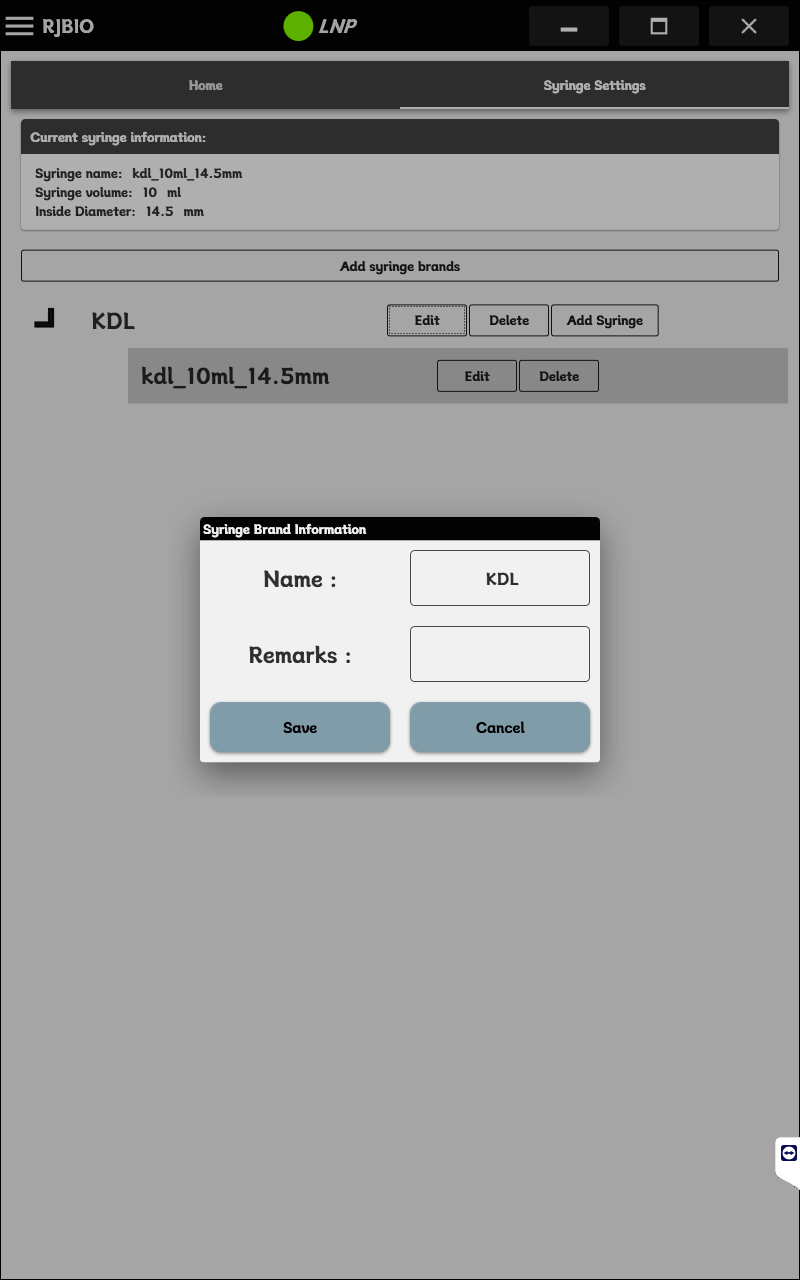 RJBIO
LNP
Home
Syringe Settings
Current syringe information:
Syringe name: kdl_10ml_14.5mm
Syringe volume: 10 ml
Inside Diameter: 14.5 mm
Add syringe brands
KDL
Edit
Delete
Add Syringe
kdl_10ml_14.5mm
Edit
Delete
Syringe Brand Information
Name :
KDL
Remarks :
Save
Cancel